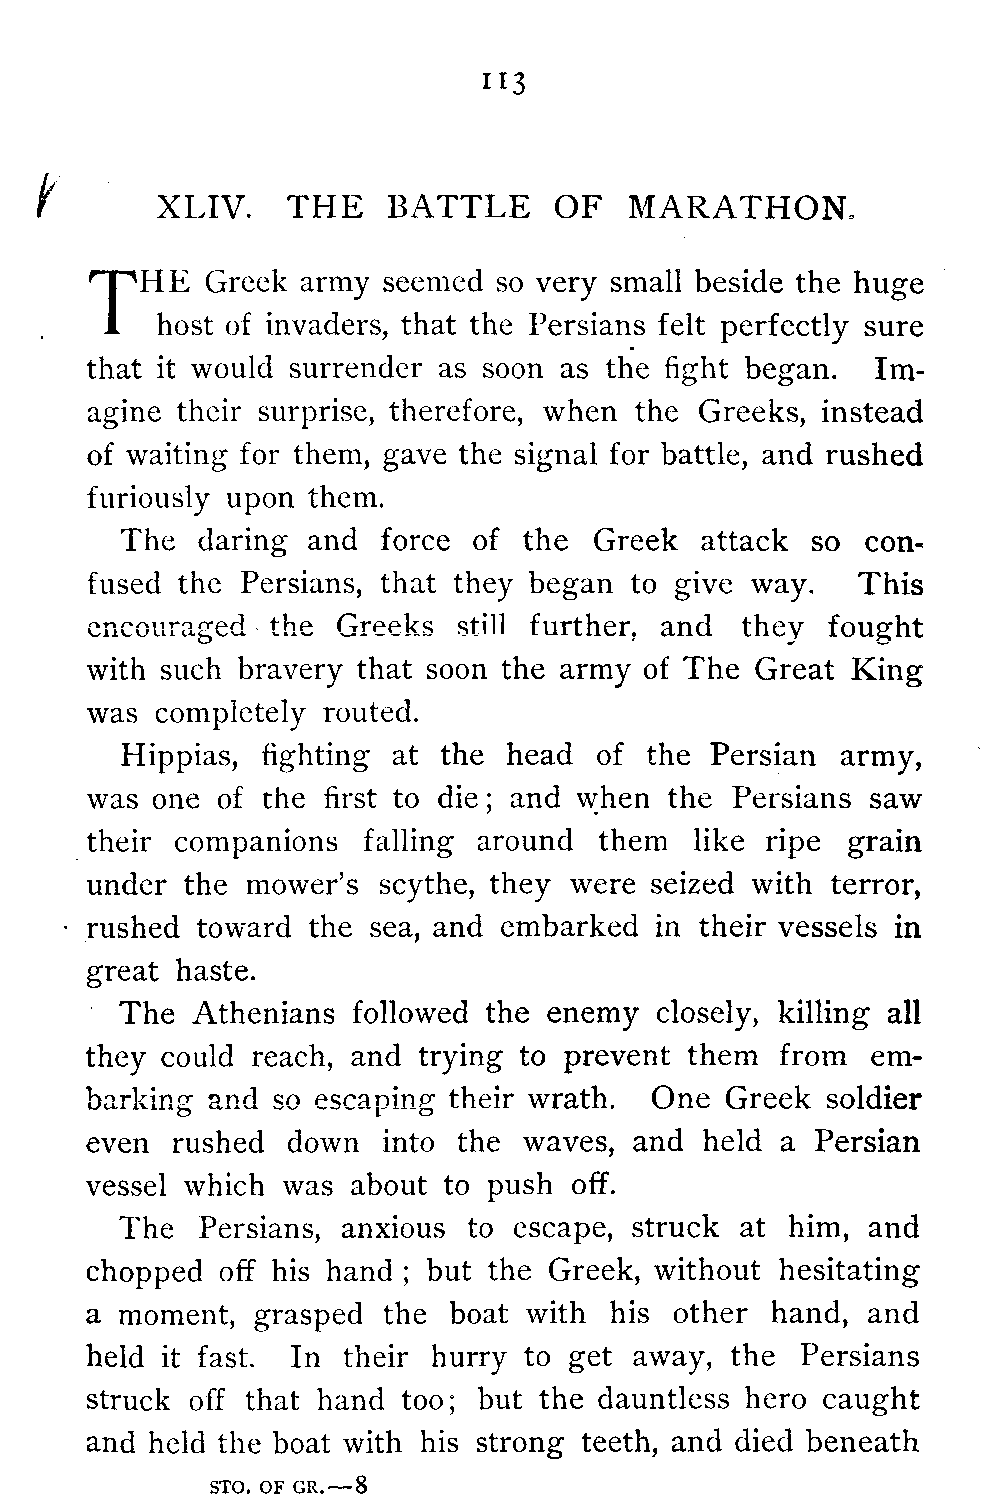 113
XLIV. THE BATTLE OF MARATHON.
THE Greek army seemed so very small beside the huge
host of invaders, that the Persians felt perfectly sure
that it would surrender as soon as the fight began. Im-
agine their surprise, therefore, when the Greeks, instead
of waiting for them, gave the signal for battle, and rushed
furiously upon them.
The daring and force of the Greek attack so con-
fused the Persians, that they began to give way. This
encouraged the Greeks still further, and they fought
with such bravery that soon the army of The Great King
was completely routed.
Hippias, fighting at the head of the Persian army,
was one of the first to die; and when the Persians saw
their companions falling around them like ripe grain
under the mower's scythe, they were seized with terror,
rushed toward the sea, and embarked in their vessels in
great haste.
The Athenians followed the enemy closely, killing all
they could reach, and trying to prevent them from em-
barking and so escaping their wrath. One Greek soldier
even rushed down into the waves, and held a Persian
vessel which was about to push off.
The Persians, anxious to escape, struck at him, and
chopped off his hand; but the Greek, without hesitating
a moment, grasped the boat with his other hand, and
held it fast. In their hurry to get away, the Persians
struck off that hand too; but the dauntless hero caught
and held the boat with his strong teeth, and died beneath
STO. OF GR.—8